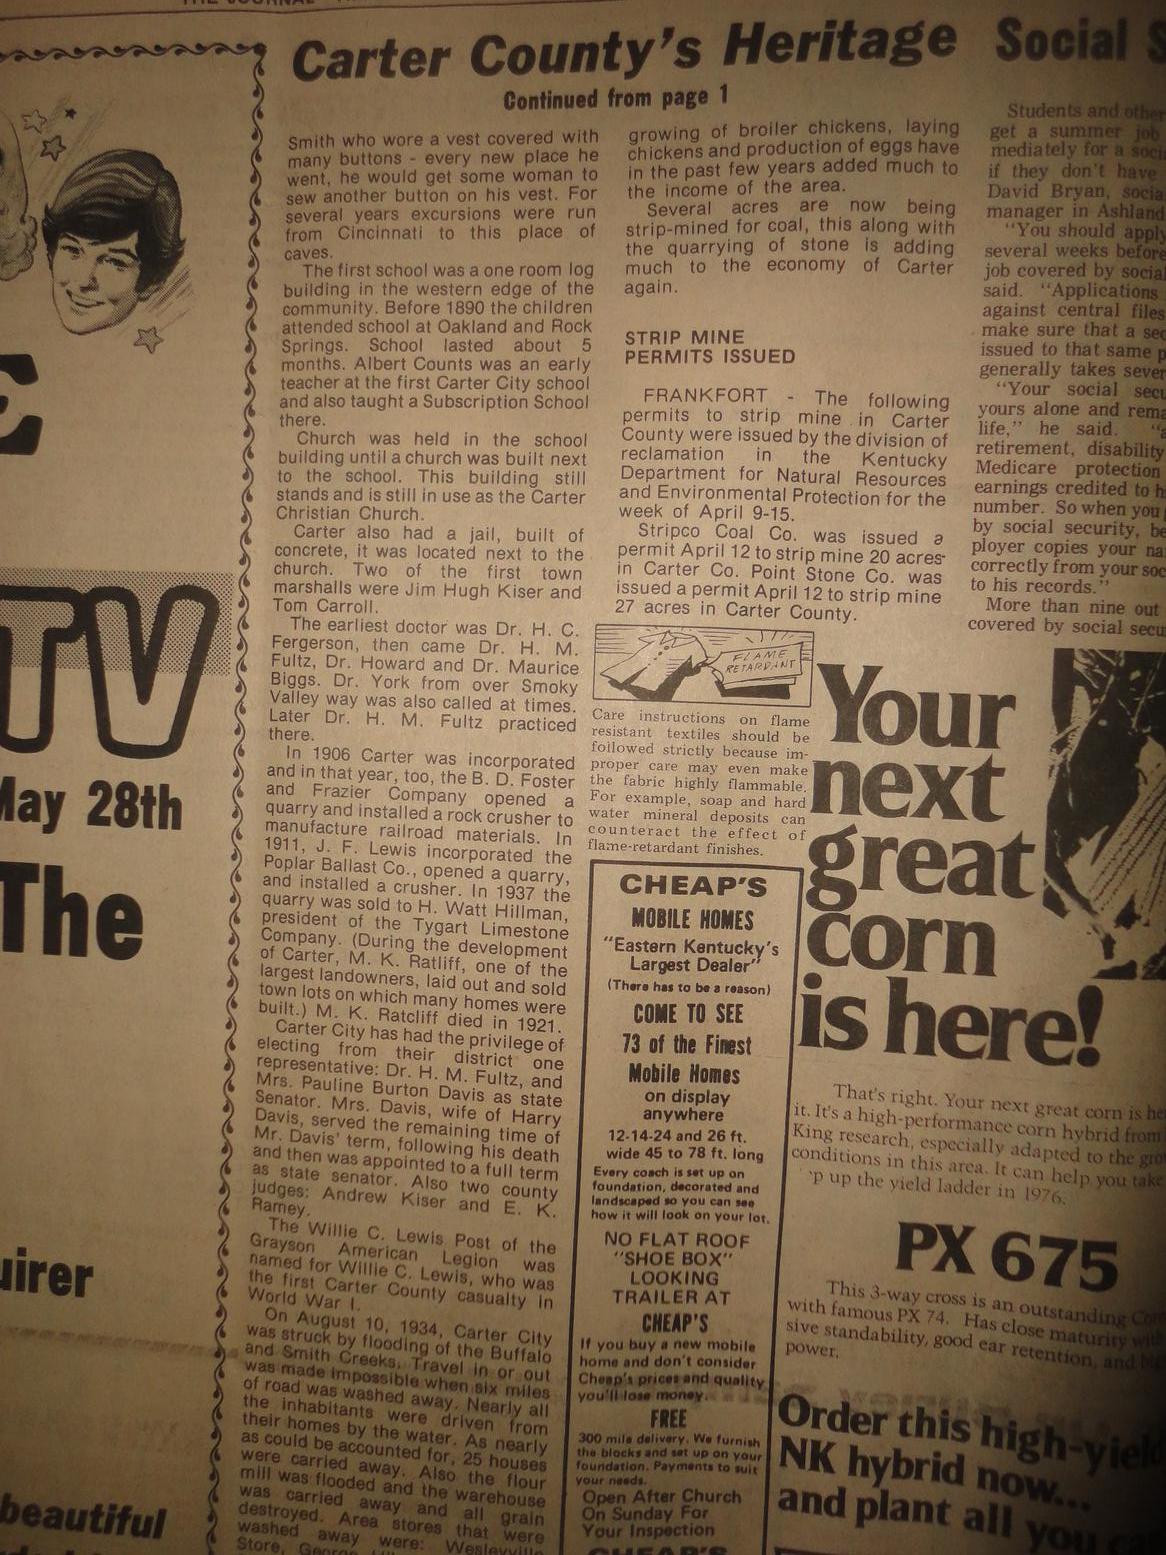 THE JOURNAL
Carter County's Heritage
Continued from page 1
Smith who wore a vest covered with
many buttons - every new place he
went, he would get some woman to
sew another button on his vest. For
several years excursions were run
from Cincinnati to this place of
caves.
The first school was a one room log
building in the western edge of the
community. Before 1890 the children
attended school at Oakland and Rock
Springs. School lasted about 5
months. Albert Counts was an early
teacher at the first Carter City school
and also taught a Subscription School
there.
Church was held in the school
building until a church was built next
to the school. This building still
stands and is still in use as the Carter
Christian Church.
Carter also had a jail, built of
concrete, it was located next to the
church. Two of the first town
marshalls were Jim Hugh Kiser and
Tom Carroll.
The earliest doctor was Dr. H. C.
Fergerson, then came Dr. H. M.
Fultz, Dr. Howard and Dr. Maurice
Biggs. Dr. York from over Smoky
Valley way was also called at times.
Later Dr. H. M. Fultz practiced
there.
In 1906 Carter was incorporated
and in that year, too, the B. D. Foster
and Frazier Company opened a
quarry and installed a rock crusher to
manufacture railroad materials. In
1911, J. F. Lewis incorporated the
Poplar Ballast Co., opened a quarry,
and installed a crusher. In 1937 the
quarry was sold to H. Watt Hillman,
president of the Tygart Limestone
Company. (During the development
of Carter, M. K. Ratliff, one of the
largest landowners, laid out and sold
town lots on which many homes were
built.) M. K. Ratcliff died in 1921.
Carter City has had the privilege of
electing from their district one
representative: Dr. H. M. Fultz, and
Mrs. Pauline Burton Davis as state
Senator. Mrs. Davis, wife of Harry
Davis, served the remaining time of
Mr. Davis' term, following his death
and then was appointed to a full term
as state senator. Also two county
judges: Andrew Kiser and E. K.
Ramey.
The Willie C. Lewis Post of the
Grayson American Legion was
named for Willie C. Lewis, who was
the first Carter County casualty in
World War I.
On August 10, 1934, Carter City
was struck by flooding of the Buffalo
and Smith Creeks. Travel in or out
was made impossible when six miles
of road was washed away. Nearly all
the inhabitants were driven from
their homes by the water. As nearly
as could be accounted for, 25 houses
were carried away. Also the flour
mill was flooded and the warehouse
was carried away and all grain
destroyed. Area stores that were
washed away were: Wesleyville
Store,
growing of broiler chickens, laying
chickens and production of eggs have
in the past few years added much to
the income of the area.
Several acres are now being
strip-mined for coal, this along with
the quarrying of stone is adding
much to the economy of Carter
again.
STRIP MINE
PERMITS ISSUED
FRANKFORT - The following
permits to strip mine in Carter
County were issued by the division of
reclamation in the Kentucky
Department for Natural Resources
and Environmental Protection for the
week of April 9-15.
Stripco Coal Co. was issued a
permit April 12 to strip mine 20 acres
in Carter Co. Point Stone Co. was
issued a permit April 12 to strip mine
27 acres in Carter County.
FLAME
RETARDANT
Care instructions on flame
resistant textiles should be
followed strictly because im-
proper care may even make
the fabric highly flammable.
For example, soap and hard
water mineral deposits can
counteract the effect of
flame-retardant finishes.
CHEAP'S
MOBILE HOMES
"Eastern Kentucky's
Largest Dealer"
(There has to be a reason)
COME TO SEE
73 of the Finest
Mobile Homes
on display
anywhere
12-14-24 and 26 ft.
wide 45 to 78 ft. long
Every coach is set up on
foundation, decorated and
landscaped so you can see
how it will look on your lot.
NO FLAT ROOF
"SHOE BOX"
LOOKING
TRAILER AT
CHEAP'S
If you buy a new mobile
home and don't consider
Cheap's prices and quality
you'll lose money.
FREE
300 mile delivery. We furnish
the blocks and set up on your
foundation. Payments to suit
your needs.
Open After Church
On Sunday For
Your Inspection
CHEAP'S
Social S
Students and other
get a summer job
mediately for a soci
if they don't have
David Bryan, socia
manager in Ashland
"You should apply
several weeks before
job covered by social
said. "Applications
against central files
make sure that a sec
issued to that same p
generally takes sever
"Your social secu
yours alone and rema
life," he said. "a
retirement, disability
Medicare protection
earnings credited to h
number. So when you
by social security, be
ployer copies your na
correctly from your soc
to his records."
More than nine out
covered by social secu
Your
next
great
corn
is here!
That's right. Your next great corn is he
it. It's a high-performance corn hybrid from
King research, especially adapted to the gro
conditions in this area. It can help you take
p up the yield ladder in 1976.
PX 675
This 3-way cross is an outstanding Co
with famous PX 74. Has close maturity with
sive standability, good ear retention, and
power.
Order this high-yield
NK hybrid now...
and plant all you ca
E
TV
May 28th
The
uirer
beautiful